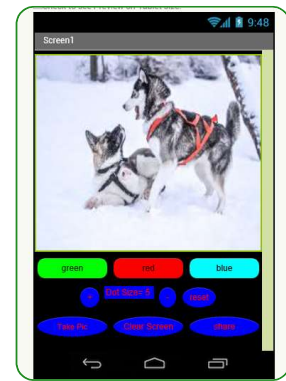 9:48
Screen1
green red blue
+ Dot Size= 5 - reset
Take Pic Clear Screen share